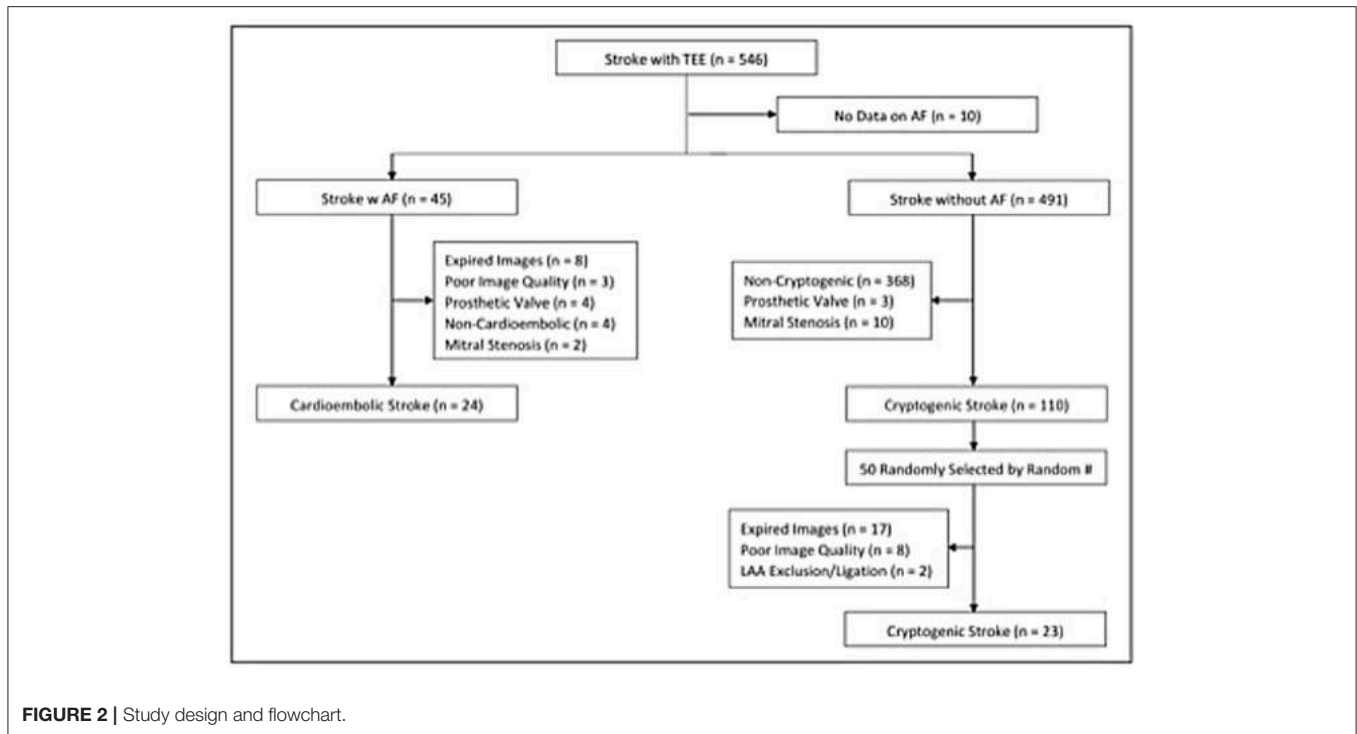 Stroke with TEE (n = 546)
No Data on AF (n = 10)
Stroke w AF (n = 45)
Stroke without AF (n = 491)
Expired Images (n = 8)
Poor Image Quality (n = 3)
Prosthetic Valve (n = 4)
Non-Cardioembolic (n = 4)
Mitral Stenosis (n = 2)
Non-Cryptogenic (n = 368)
Prosthetic Valve (n = 3)
Mitral Stenosis (n = 10)
Cardioembolic Stroke (n = 24)
Cryptogenic Stroke (n = 110)
50 Randomly Selected by Random #
Expired Images (n = 17)
Poor Image Quality (n = 8)
LAA Exclusion/Ligation (n = 2)
Cryptogenic Stroke (n = 23)
FIGURE 2 | Study design and flowchart.